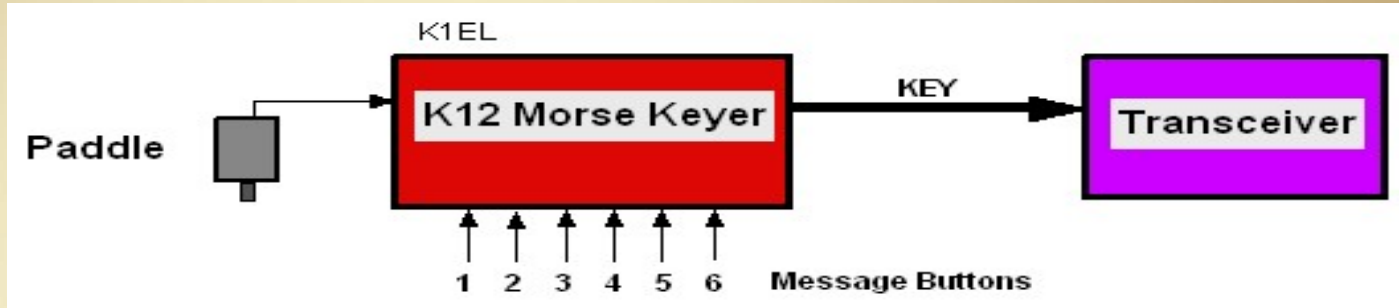 K1EL
K12 Morse Keyer
KEY
Transceiver
Paddle
1 2 3 4 5 6 Message Buttons